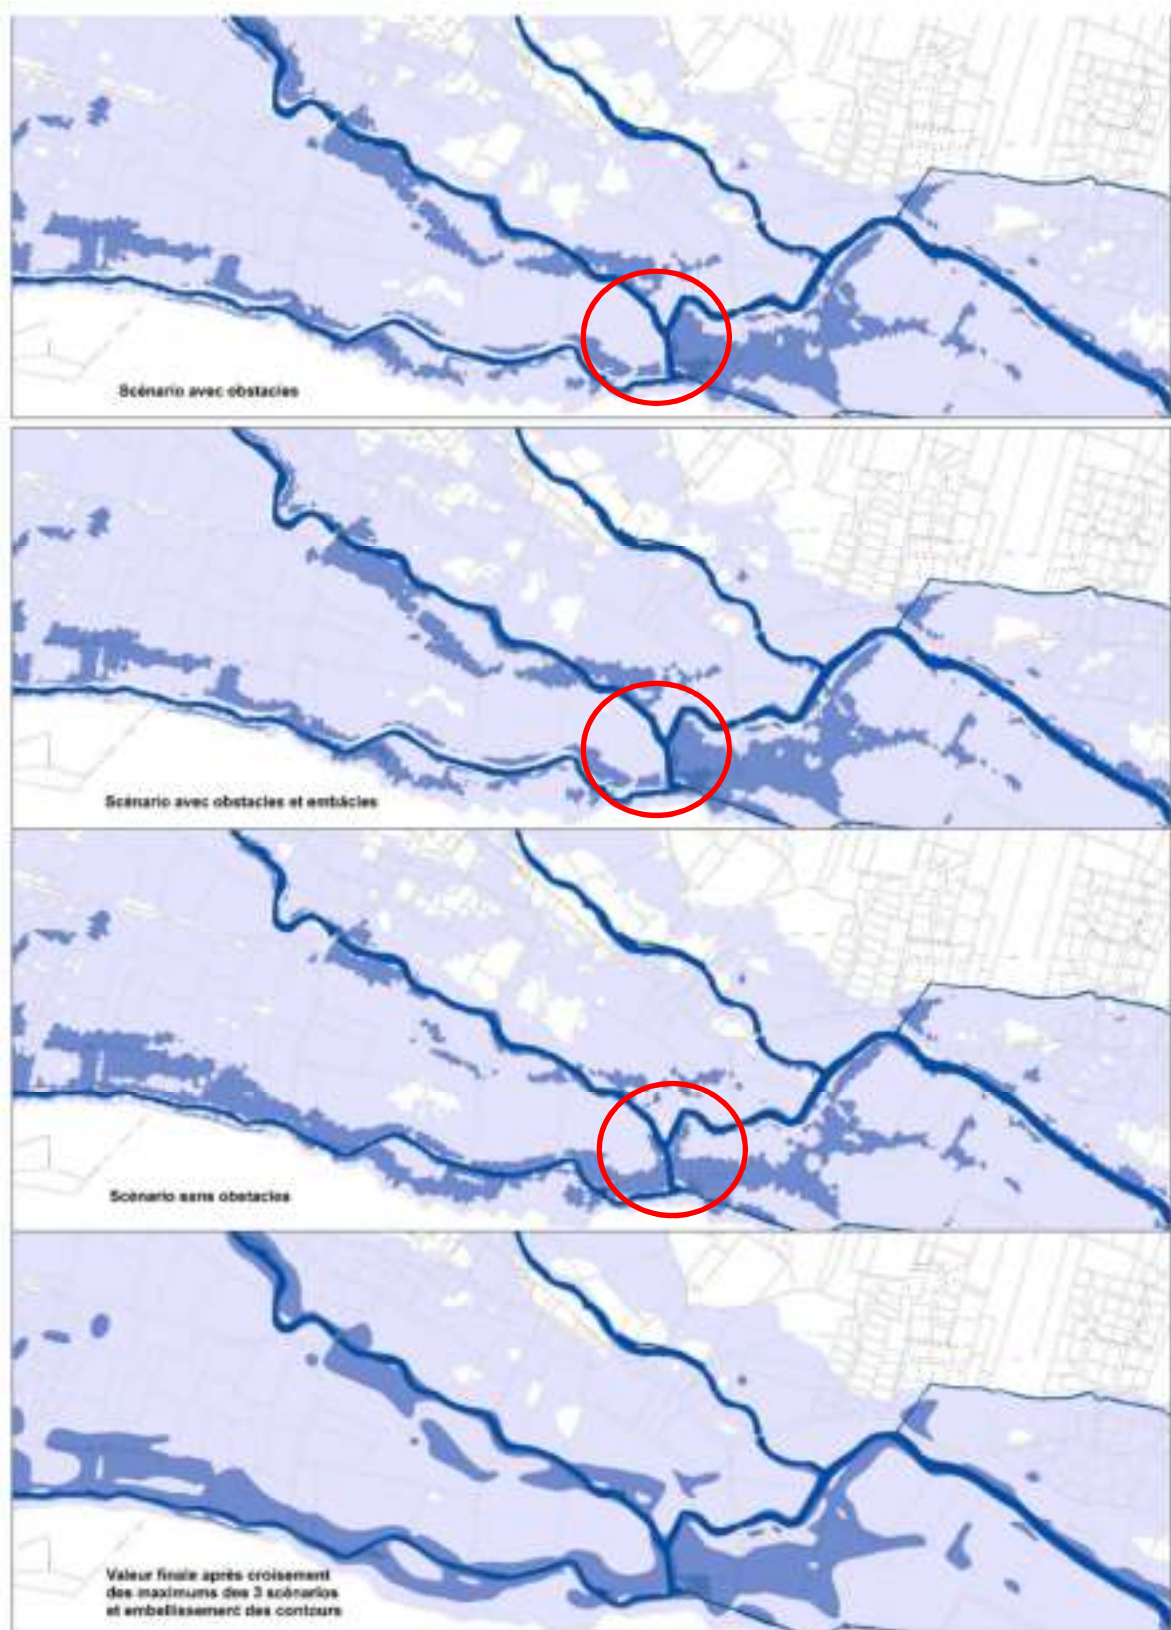 Scénario avec obstacles
Scénario avec obstacles et embâcles
Scénario sans obstacles
Valeur finale après croisement
des maximums des 3 scénarios
et embellissement des contours